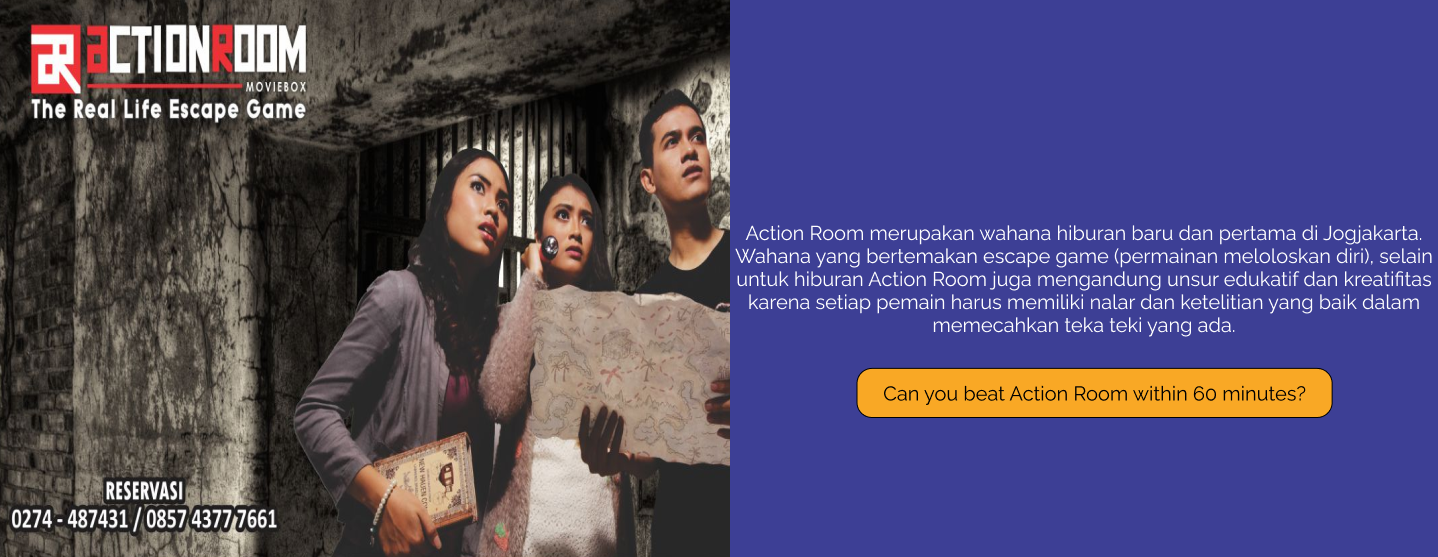 aR ACTIONROOM
MOVIEBOX
The Real Life Escape Game
RESERVASI
0274 - 487431 / 0857 4377 7661
Action Room merupakan wahana hiburan baru dan pertama di Jogjakarta.
Wahana yang bertemakan escape game (permainan meloloskan diri), selain
untuk hiburan Action Room juga mengandung unsur edukatif dan kreatifitas
karena setiap pemain harus memiliki nalar dan ketelitian yang baik dalam
memecahkan teka teki yang ada.
Can you beat Action Room within 60 minutes?